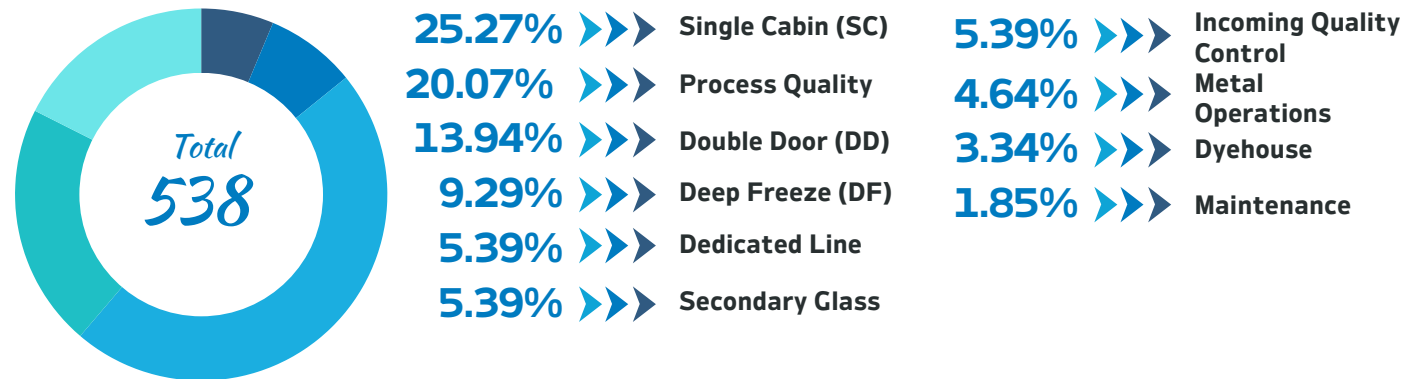 Total
538
25.27% Single Cabin (SC)
20.07% Process Quality
13.94% Double Door (DD)
9.29% Deep Freeze (DF)
5.39% Dedicated Line
5.39% Secondary Glass
5.39% Incoming Quality
Control
4.64% Metal
Operations
3.34% Dyehouse
1.85% Maintenance